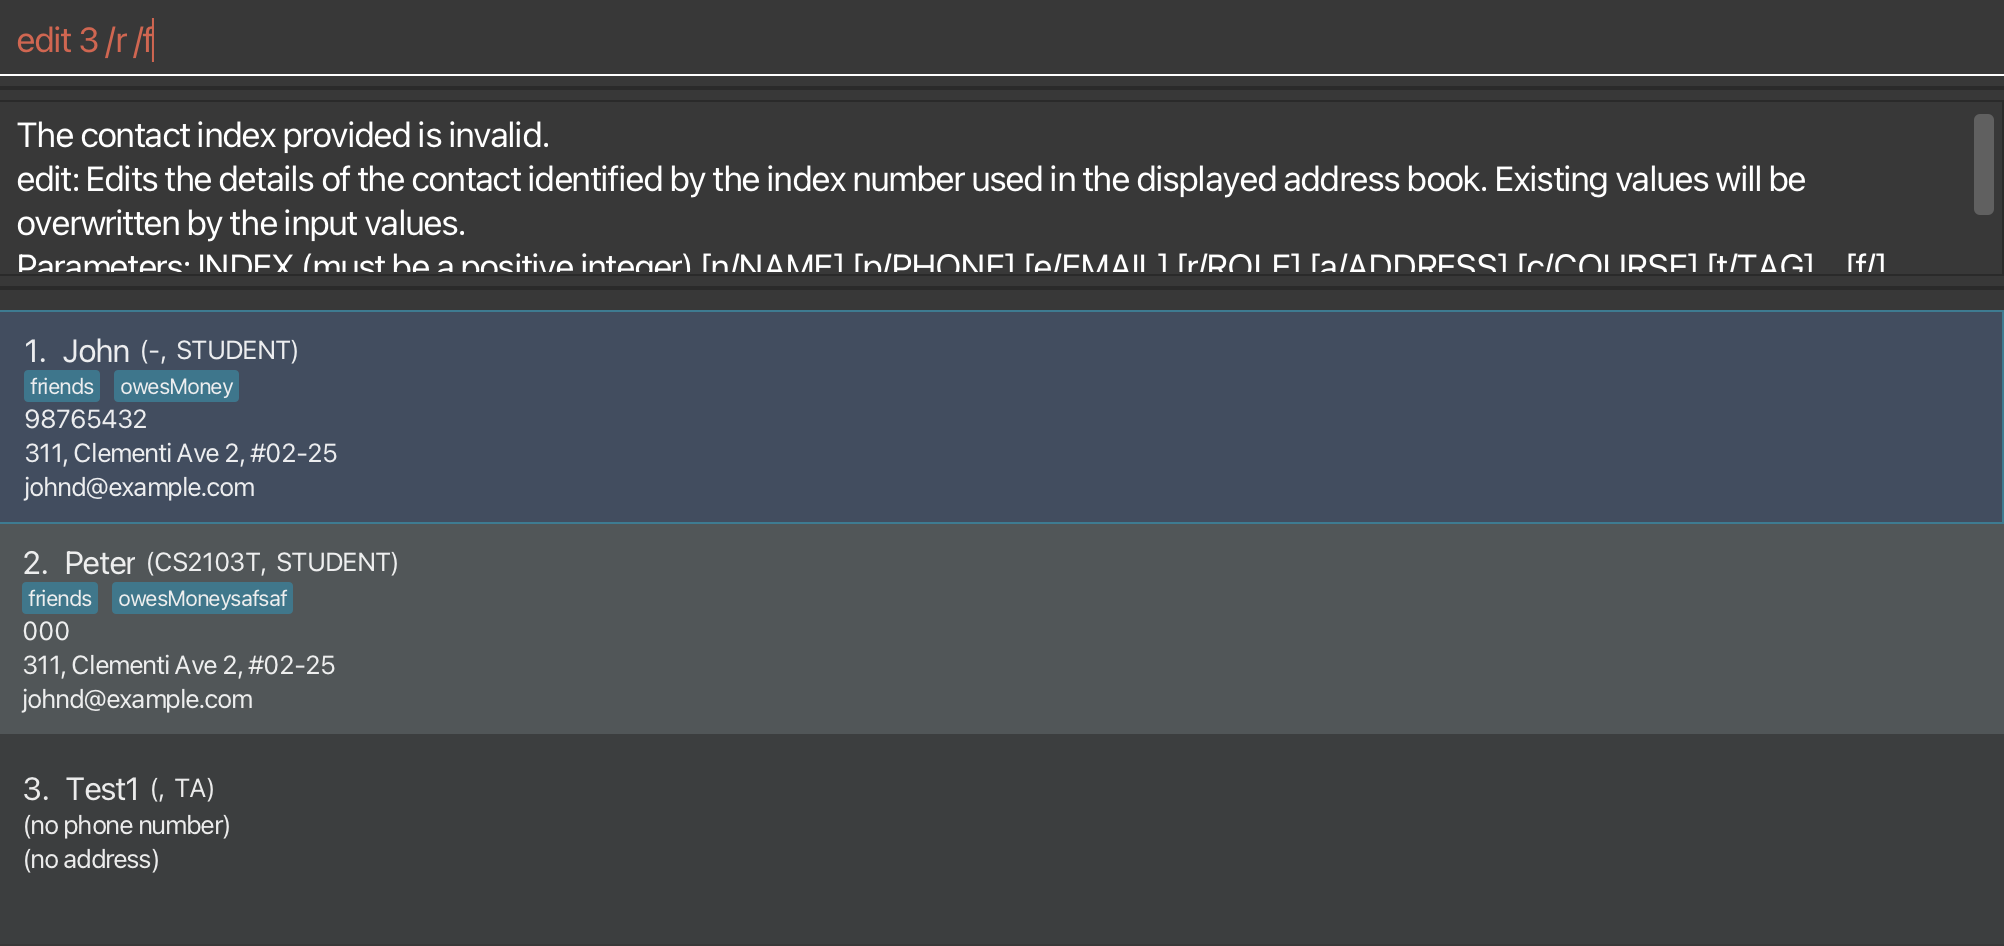 edit 3 /r /f
The contact index provided is invalid.
edit: Edits the details of the contact identified by the index number used in the displayed address book. Existing values will be
overwritten by the input values.
Parameters: INDEX (must be a positive integer) [n/NAME] [p/PHONE] [e/EMAIL] [r/ROLE] [a/ADDRESS] [c/COURSE] [t/TAG]... [f/]
1. John (-, STUDENT)
friends owesMoney
98765432
311, Clementi Ave 2, #02-25
johnd@example.com
2. Peter (CS2103T, STUDENT)
friends owesMoneysafsaf
000
311, Clementi Ave 2, #02-25
johnd@example.com
3. Test1 (, TA)
(no phone number)
(no address)